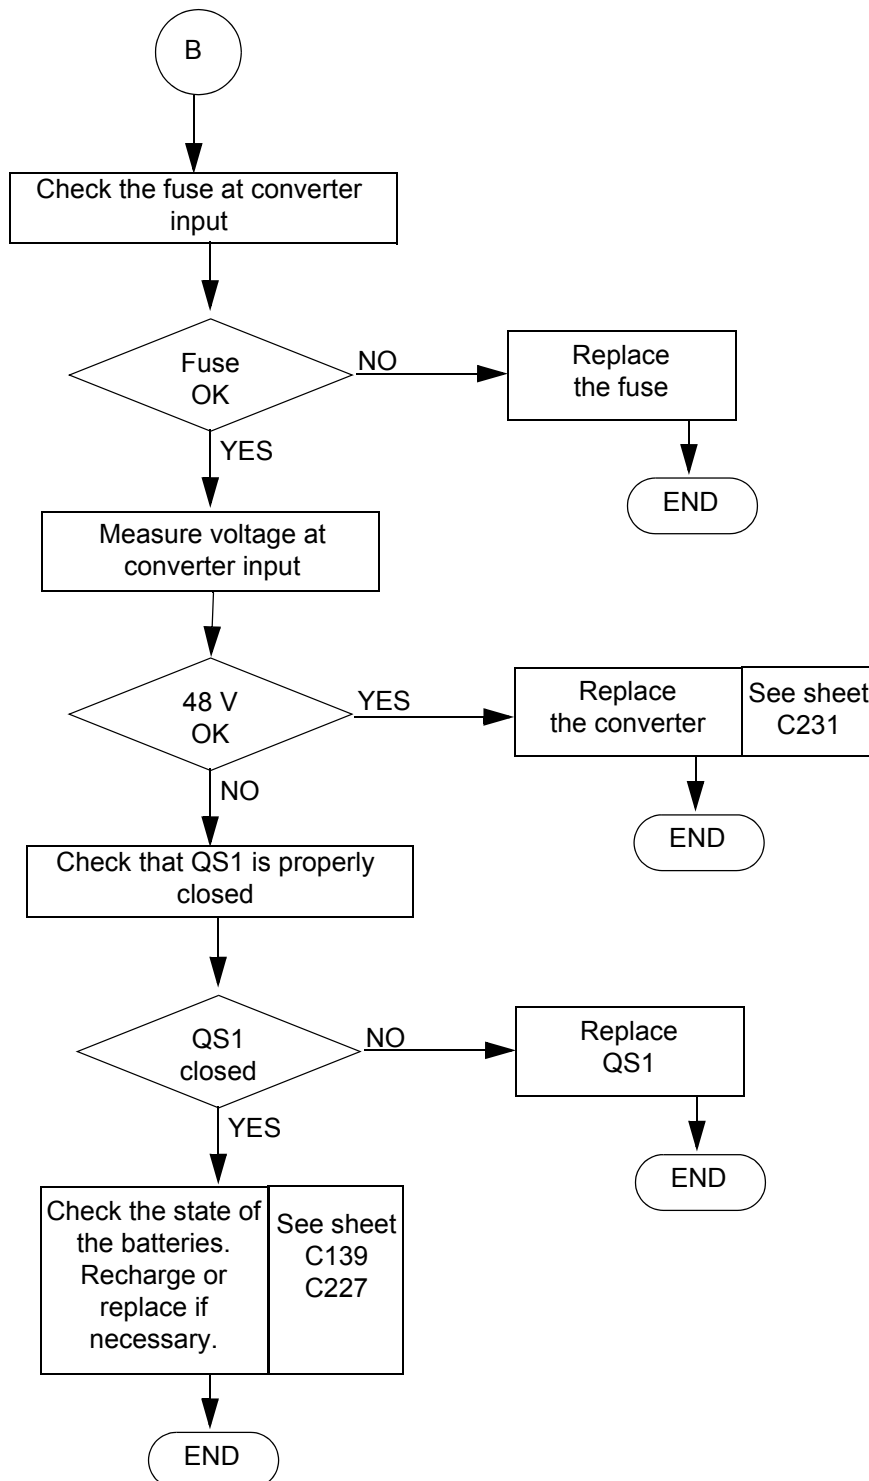 B
Check the fuse at converter
input
Fuse
OK
NO
Replace
the fuse
YES
END
Measure voltage at
converter input
48 V
OK
YES
Replace
the converter
See sheet
C231
NO
END
Check that QS1 is properly
closed
QS1
closed
NO
Replace
QS1
YES
END
Check the state of
the batteries.
Recharge or
replace if
necessary.
See sheet
C139
C227
END